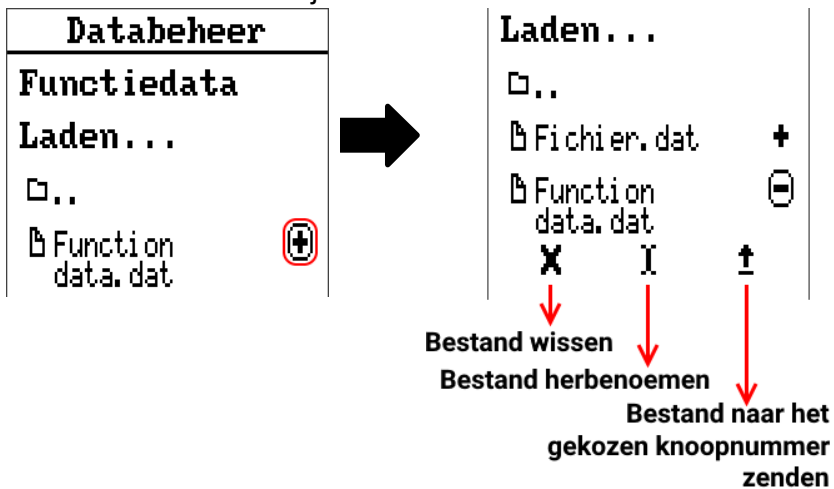 Databeheer
Functiedata
Laden...
..
Function
data.dat
Laden...
..
Fichier.dat +
Function
data.dat
Bestand wissen
Bestand herbenoemen
Bestand naar het
gekozen knoopnummer
zenden